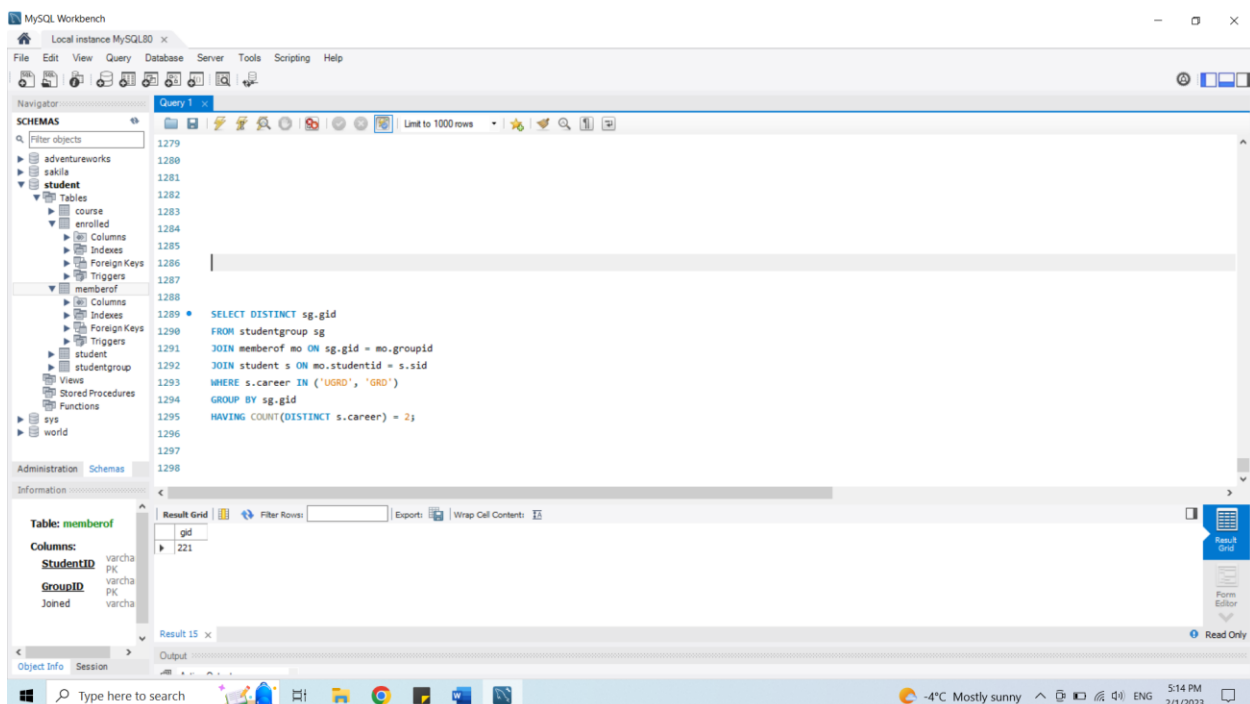 MySQL Workbench
Local instance MySQL80
File Edit View Query Database Server Tools Scripting Help
Navigator
Query 1
SCHEMAS
Limit to 1000 rows
Filter objects
adventureworks
sakila
student
Tables
course
enrolled
Columns
Indexes
Foreign Keys
Triggers
memberof
Columns
Indexes
Foreign Keys
Triggers
student
studentgroup
Views
Stored Procedures
Functions
sys
world
1279
1280
1281
1282
1283
1284
1285
1286
1287
1288
1289 SELECT DISTINCT sg.gid
1290 FROM studentgroup sg
1291 JOIN memberof mo ON sg.gid = mo.groupid
1292 JOIN student s ON mo.studentid = s.sid
1293 WHERE s.career IN ('UGRD', 'GRD')
1294 GROUP BY sg.gid
1295 HAVING COUNT(DISTINCT s.career) = 2;
1296
1297
1298
Administration Schemas
Information
Table: memberof
Columns:
StudentID varcha
PK
GroupID varcha
PK
Joined varcha
Result Grid Filter Rows: Export: Wrap Cell Content:
gid
221
Result Grid
Form Editor
Result 15
Read Only
Output
Object Info Session
Type here to search
-4°C Mostly sunny ENG 5:14 PM
2/1/2023